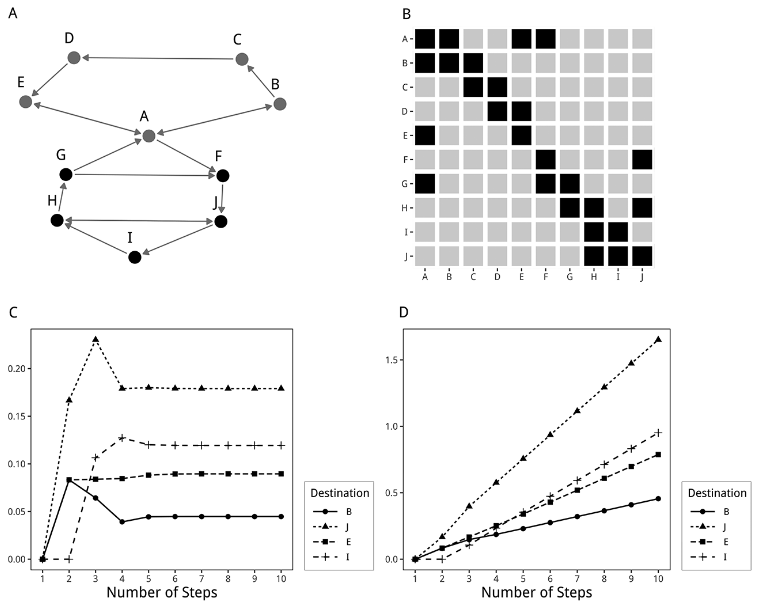 A
B
D
C
E
B
A
G
F
H
J
I
A
B
C
D
E
F
G
H
I
J
A B C D E F G H I J
C
D
0.20
0.15
0.10
0.05
0.00
1 2 3 4 5 6 7 8 9 10
Number of Steps
Destination
B
J
E
I
1.5
1.0
0.5
0.0
1 2 3 4 5 6 7 8 9 10
Number of Steps
Destination
B
J
E
I